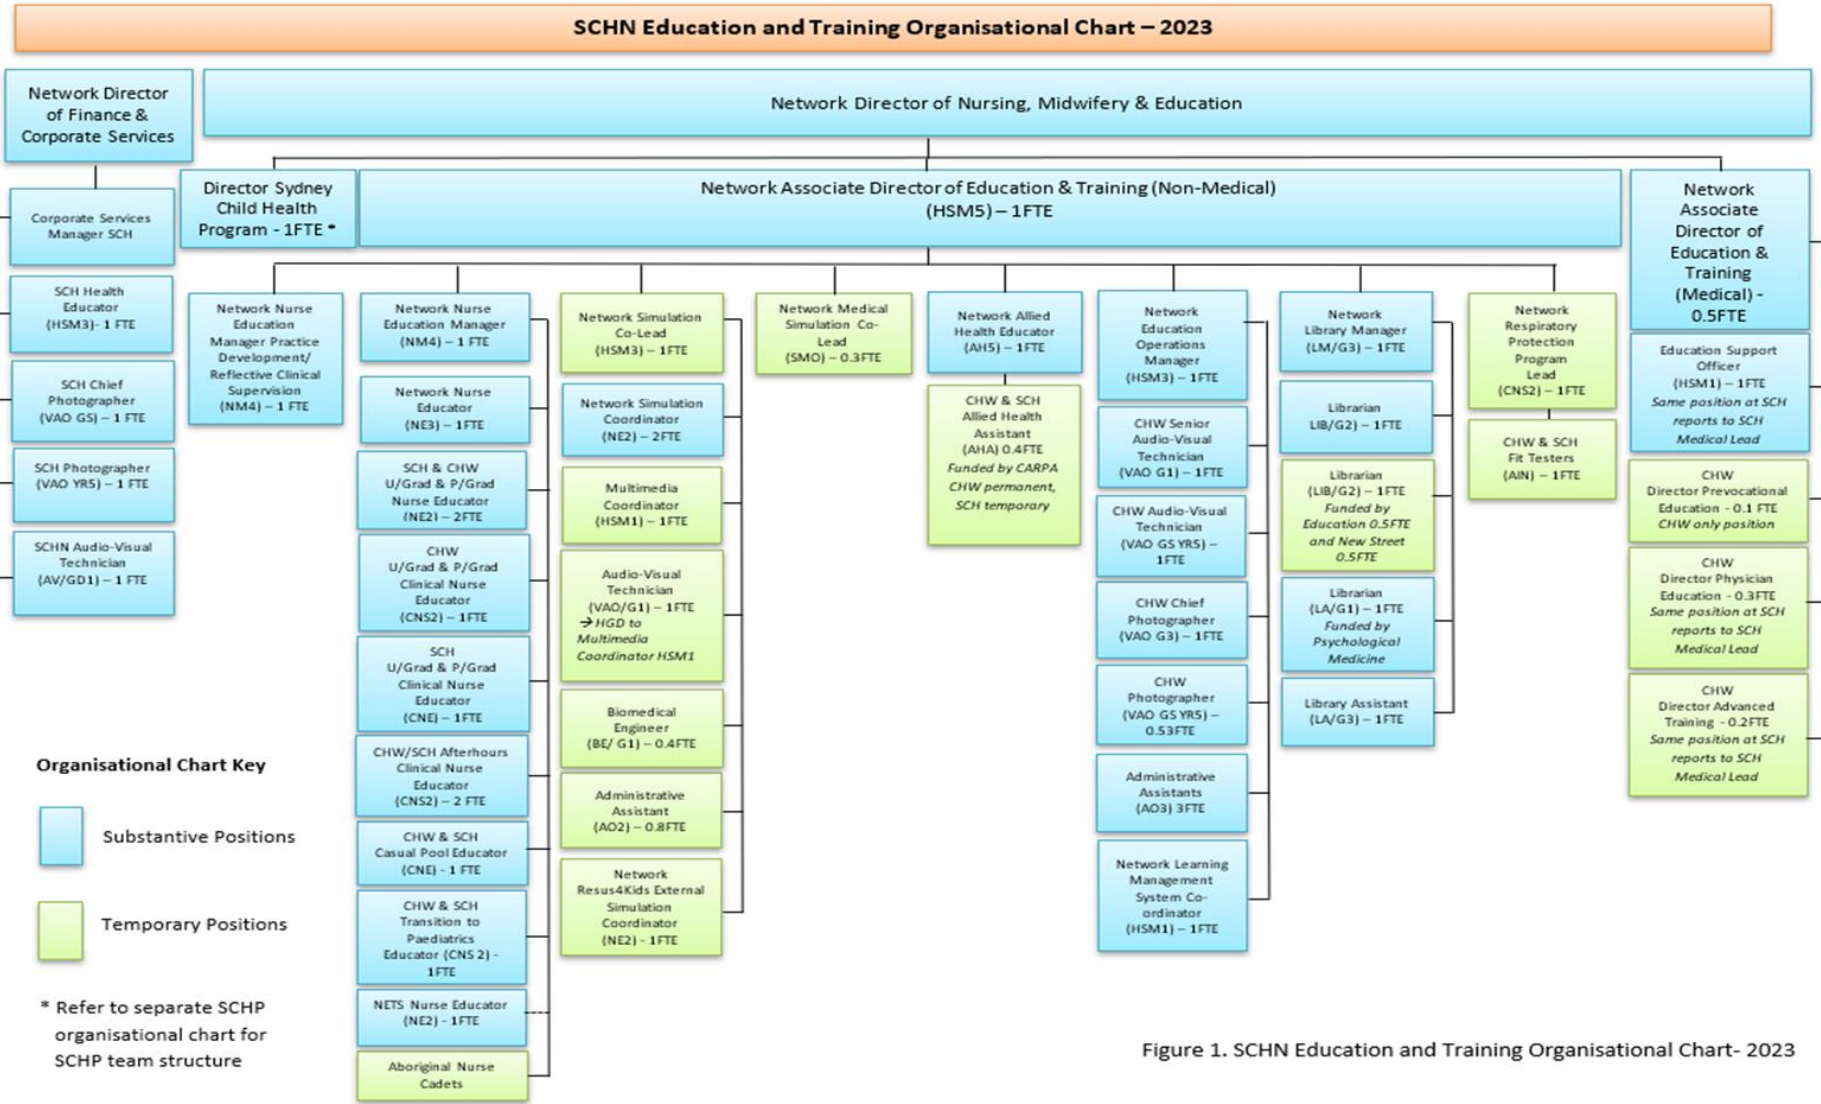 SCHN Education and Training Organisational Chart – 2023
Network Director
of Finance &
Corporate Services
Network Director of Nursing, Midwifery & Education
Corporate Services
Manager SCH
SCH Health
Educator
(HSM3)- 1 FTE
SCH Chief
Photographer
(VAO GS) – 1 FTE
SCH Photographer
(VAO YR5) – 1 FTE
SCHN Audio-Visual
Technician
(AV/GD1) – 1 FTE
Director Sydney
Child Health
Program - 1FTE *
Network Associate Director of Education & Training (Non-Medical)
(HSM5) – 1FTE
Network Nurse
Education
Manager Practice
Development/
Reflective Clinical
Supervision
(NM4) – 1 FTE
Network Nurse
Education Manager
(NM4) – 1 FTE
Network Nurse
Educator
(NE3) – 1FTE
SCH & CHW
U/Grad & P/Grad
Nurse Educator
(NE2) – 2FTE
CHW
U/Grad & P/Grad
Clinical Nurse
Educator
(CNS2) – 1FTE
SCH
U/Grad & P/Grad
Clinical Nurse
Educator
(CNE) – 1FTE
CHW/SCH Afterhours
Clinical Nurse
Educator
(CNS2) – 2 FTE
CHW & SCH
Casual Pool Educator
(CNE) - 1 FTE
CHW & SCH
Transition to
Paediatrics
Educator (CNS 2) -
1FTE
NETS Nurse Educator
(NE2) - 1FTE
Aboriginal Nurse
Cadets
Network Simulation
Co-Lead
(HSM3) – 1FTE
Network Simulation
Coordinator
(NE2) – 2FTE
Multimedia
Coordinator
(HSM1) – 1FTE
Audio-Visual
Technician
(VAO/G1) – 1FTE
→ HGD to
Multimedia
Coordinator HSM1
Biomedical
Engineer
(BE/ G1) – 0.4FTE
Administrative
Assistant
(AO2) – 0.8FTE
Network
Resus4Kids External
Simulation
Coordinator
(NE2) - 1FTE
Network Medical
Simulation Co-
Lead
(SMO) – 0.3FTE
Network Allied
Health Educator
(AH5) – 1FTE
CHW & SCH
Allied Health
Assistant
(AHA) 0.4FTE
Funded by CARPA
CHW permanent,
SCH temporary
Network
Education
Operations
Manager
(HSM3) – 1FTE
CHW Senior
Audio-Visual
Technician
(VAO G1) – 1FTE
CHW Audio-Visual
Technician
(VAO GS YR5) –
1FTE
CHW Chief
Photographer
(VAO G3) – 1FTE
CHW
Photographer
(VAO GS YR5) –
0.53FTE
Administrative
Assistants
(AO3) 3FTE
Network Learning
Management
System Co-
ordinator
(HSM1) – 1FTE
Network
Library Manager
(LM/G3) – 1FTE
Librarian
LIB/G2) – 1FTE
Librarian
(LIB/G2) – 1FTE
Funded by
Education 0.5FTE
and New Street
0.5FTE
Librarian
(LA/G1) – 1FTE
Funded by
Psychological
Medicine
Library Assistant
(LA/G3) – 1FTE
Network
Respiratory
Protection
Program
Lead
(CNS2) – 1FTE
CHW & SCH
Fit Testers
(AIN) – 1FTE
Network
Associate
Director of
Education &
Training
(Medical) -
0.5FTE
Education Support
Officer
(HSM1) – 1FTE
Same position at SCH
reports to SCH
Medical Lead
CHW
Director Prevocational
Education - 0.1 FTE
CHW only position
CHW
Director Physician
Education - 0.3FTE
Same position at SCH
reports to SCH
Medical Lead
CHW
Director Advanced
Training - 0.2FTE
Same position at SCH
reports to SCH
Medical Lead
Organisational Chart Key
Substantive Positions
Temporary Positions
* Refer to separate SCHP
organisational chart for
SCHP team structure
Figure 1. SCHN Education and Training Organisational Chart- 2023